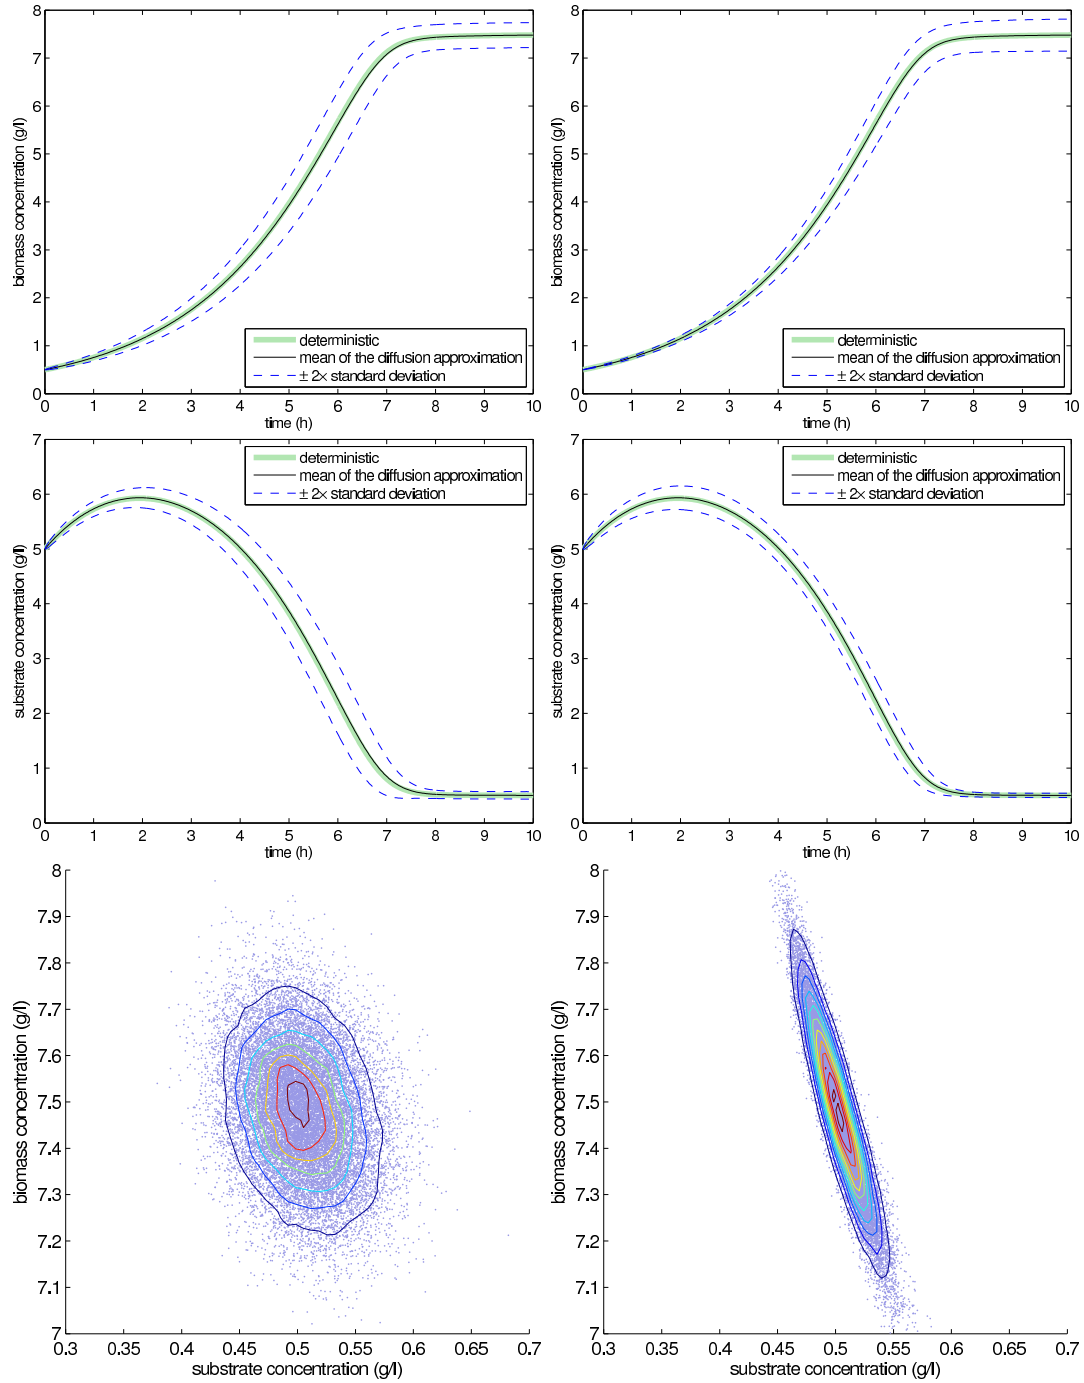 8
7
6
5
4
3
2
1
0
biomass concentration (g/l)
deterministic
mean of the diffusion approximation
± 2× standard deviation
0 1 2 3 4 5 6 7 8 9 10
time (h)
8
7
6
5
4
3
2
1
0
biomass concentration (g/l)
deterministic
mean of the diffusion approximation
± 2× standard deviation
0 1 2 3 4 5 6 7 8 9 10
time (h)
7
6
5
4
3
2
1
0
substrate concentration (g/l)
deterministic
mean of the diffusion approximation
± 2× standard deviation
0 1 2 3 4 5 6 7 8 9 10
time (h)
7
6
5
4
3
2
1
0
substrate concentration (g/l)
deterministic
mean of the diffusion approximation
± 2× standard deviation
0 1 2 3 4 5 6 7 8 9 10
time (h)
8
7.9
7.8
7.7
7.6
7.5
7.4
7.3
7.2
7.1
7
biomass concentration (g/l)
0.3 0.35 0.4 0.45 0.5 0.55 0.6 0.65 0.7
substrate concentration (g/l)
8
7.9
7.8
7.7
7.6
7.5
7.4
7.3
7.2
7.1
7
biomass concentration (g/l)
0.3 0.35 0.4 0.45 0.5 0.55 0.6 0.65 0.7
substrate concentration (g/l)